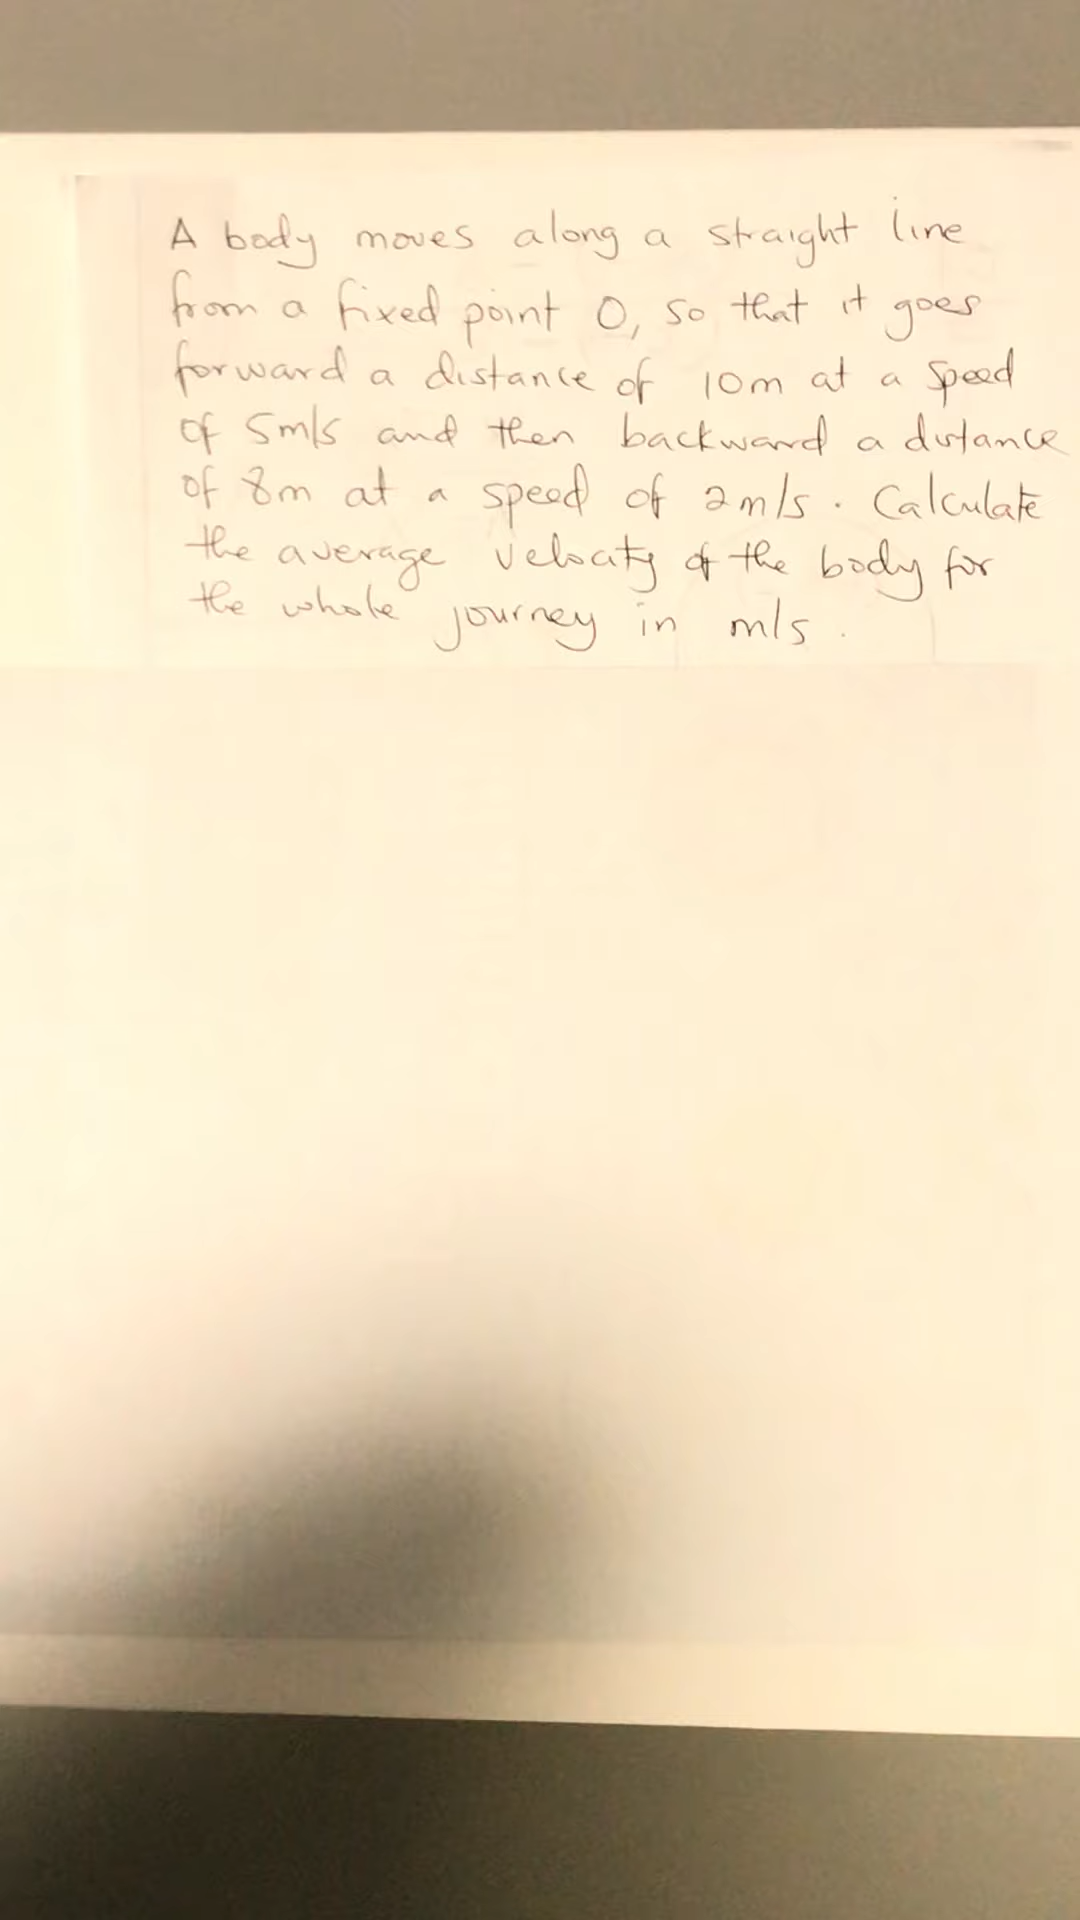 A body moves along a straight line
from a fixed point O, so that it goes
forward a distance of 10m at a speed
of 5m/s and then backward a distance
of 8m at a speed of 2m/s. Calculate
the average velocity of the body for
the whole journey in m/s.